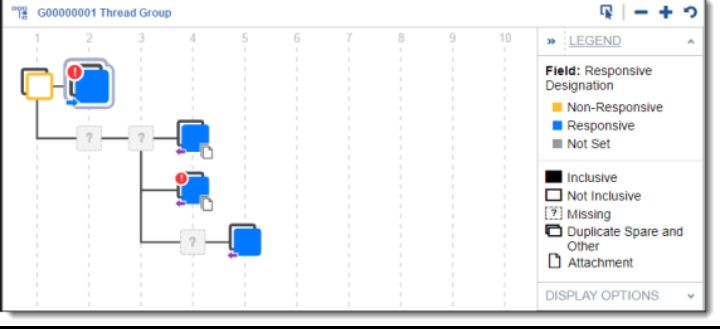 G00000001 Thread Group
1 2 3 4 5 6 7 8 9 10
» LEGEND
!
Field: Responsive
Designation
Non-Responsive
Responsive
Not Set
? ?
!
Inclusive
Not Inclusive
? Missing
Duplicate Spare and
Other
?
Attachment
DISPLAY OPTIONS